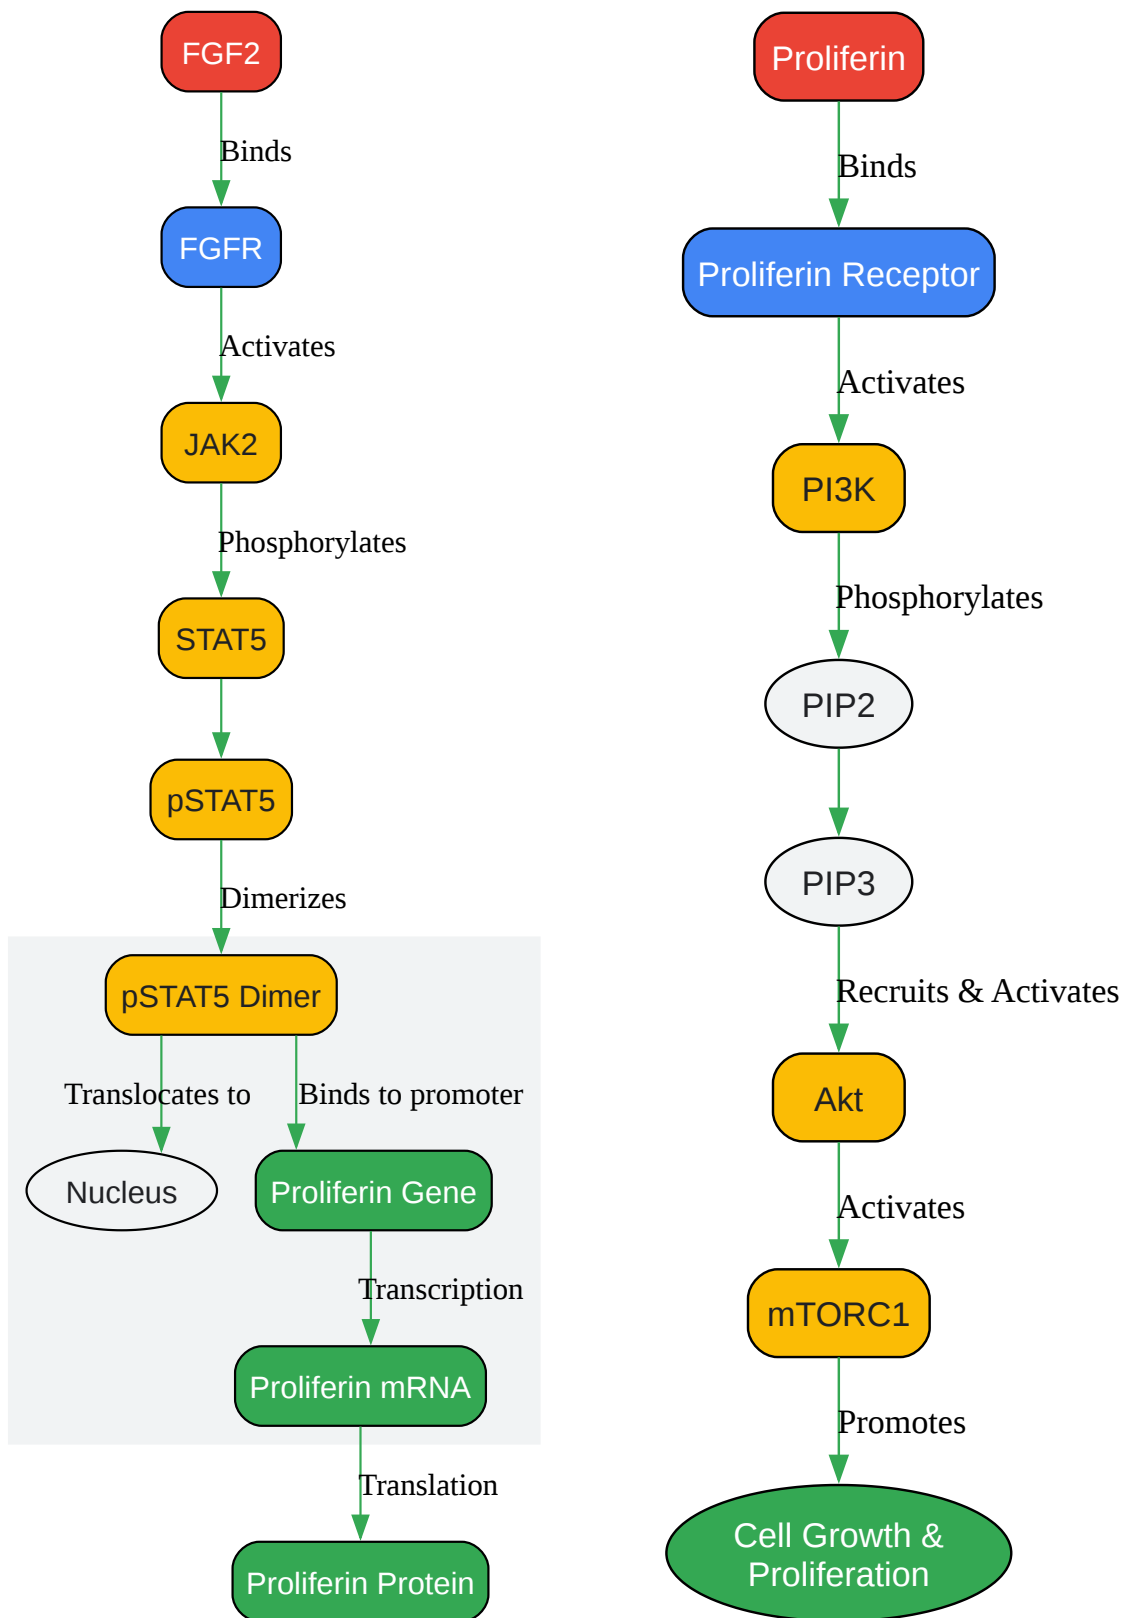 FGF2
Binds
FGFR
Activates
JAK2
Phosphorylates
STAT5
pSTAT5
Dimerizes
pSTAT5 Dimer
Translocates to
Binds to promoter
Nucleus
Proliferin Gene
Transcription
Proliferin mRNA
Translation
Proliferin Protein
Proliferin
Binds
Proliferin Receptor
Activates
PI3K
Phosphorylates
PIP2
PIP3
Recruits & Activates
Akt
Activates
mTORC1
Promotes
Cell Growth &
Proliferation